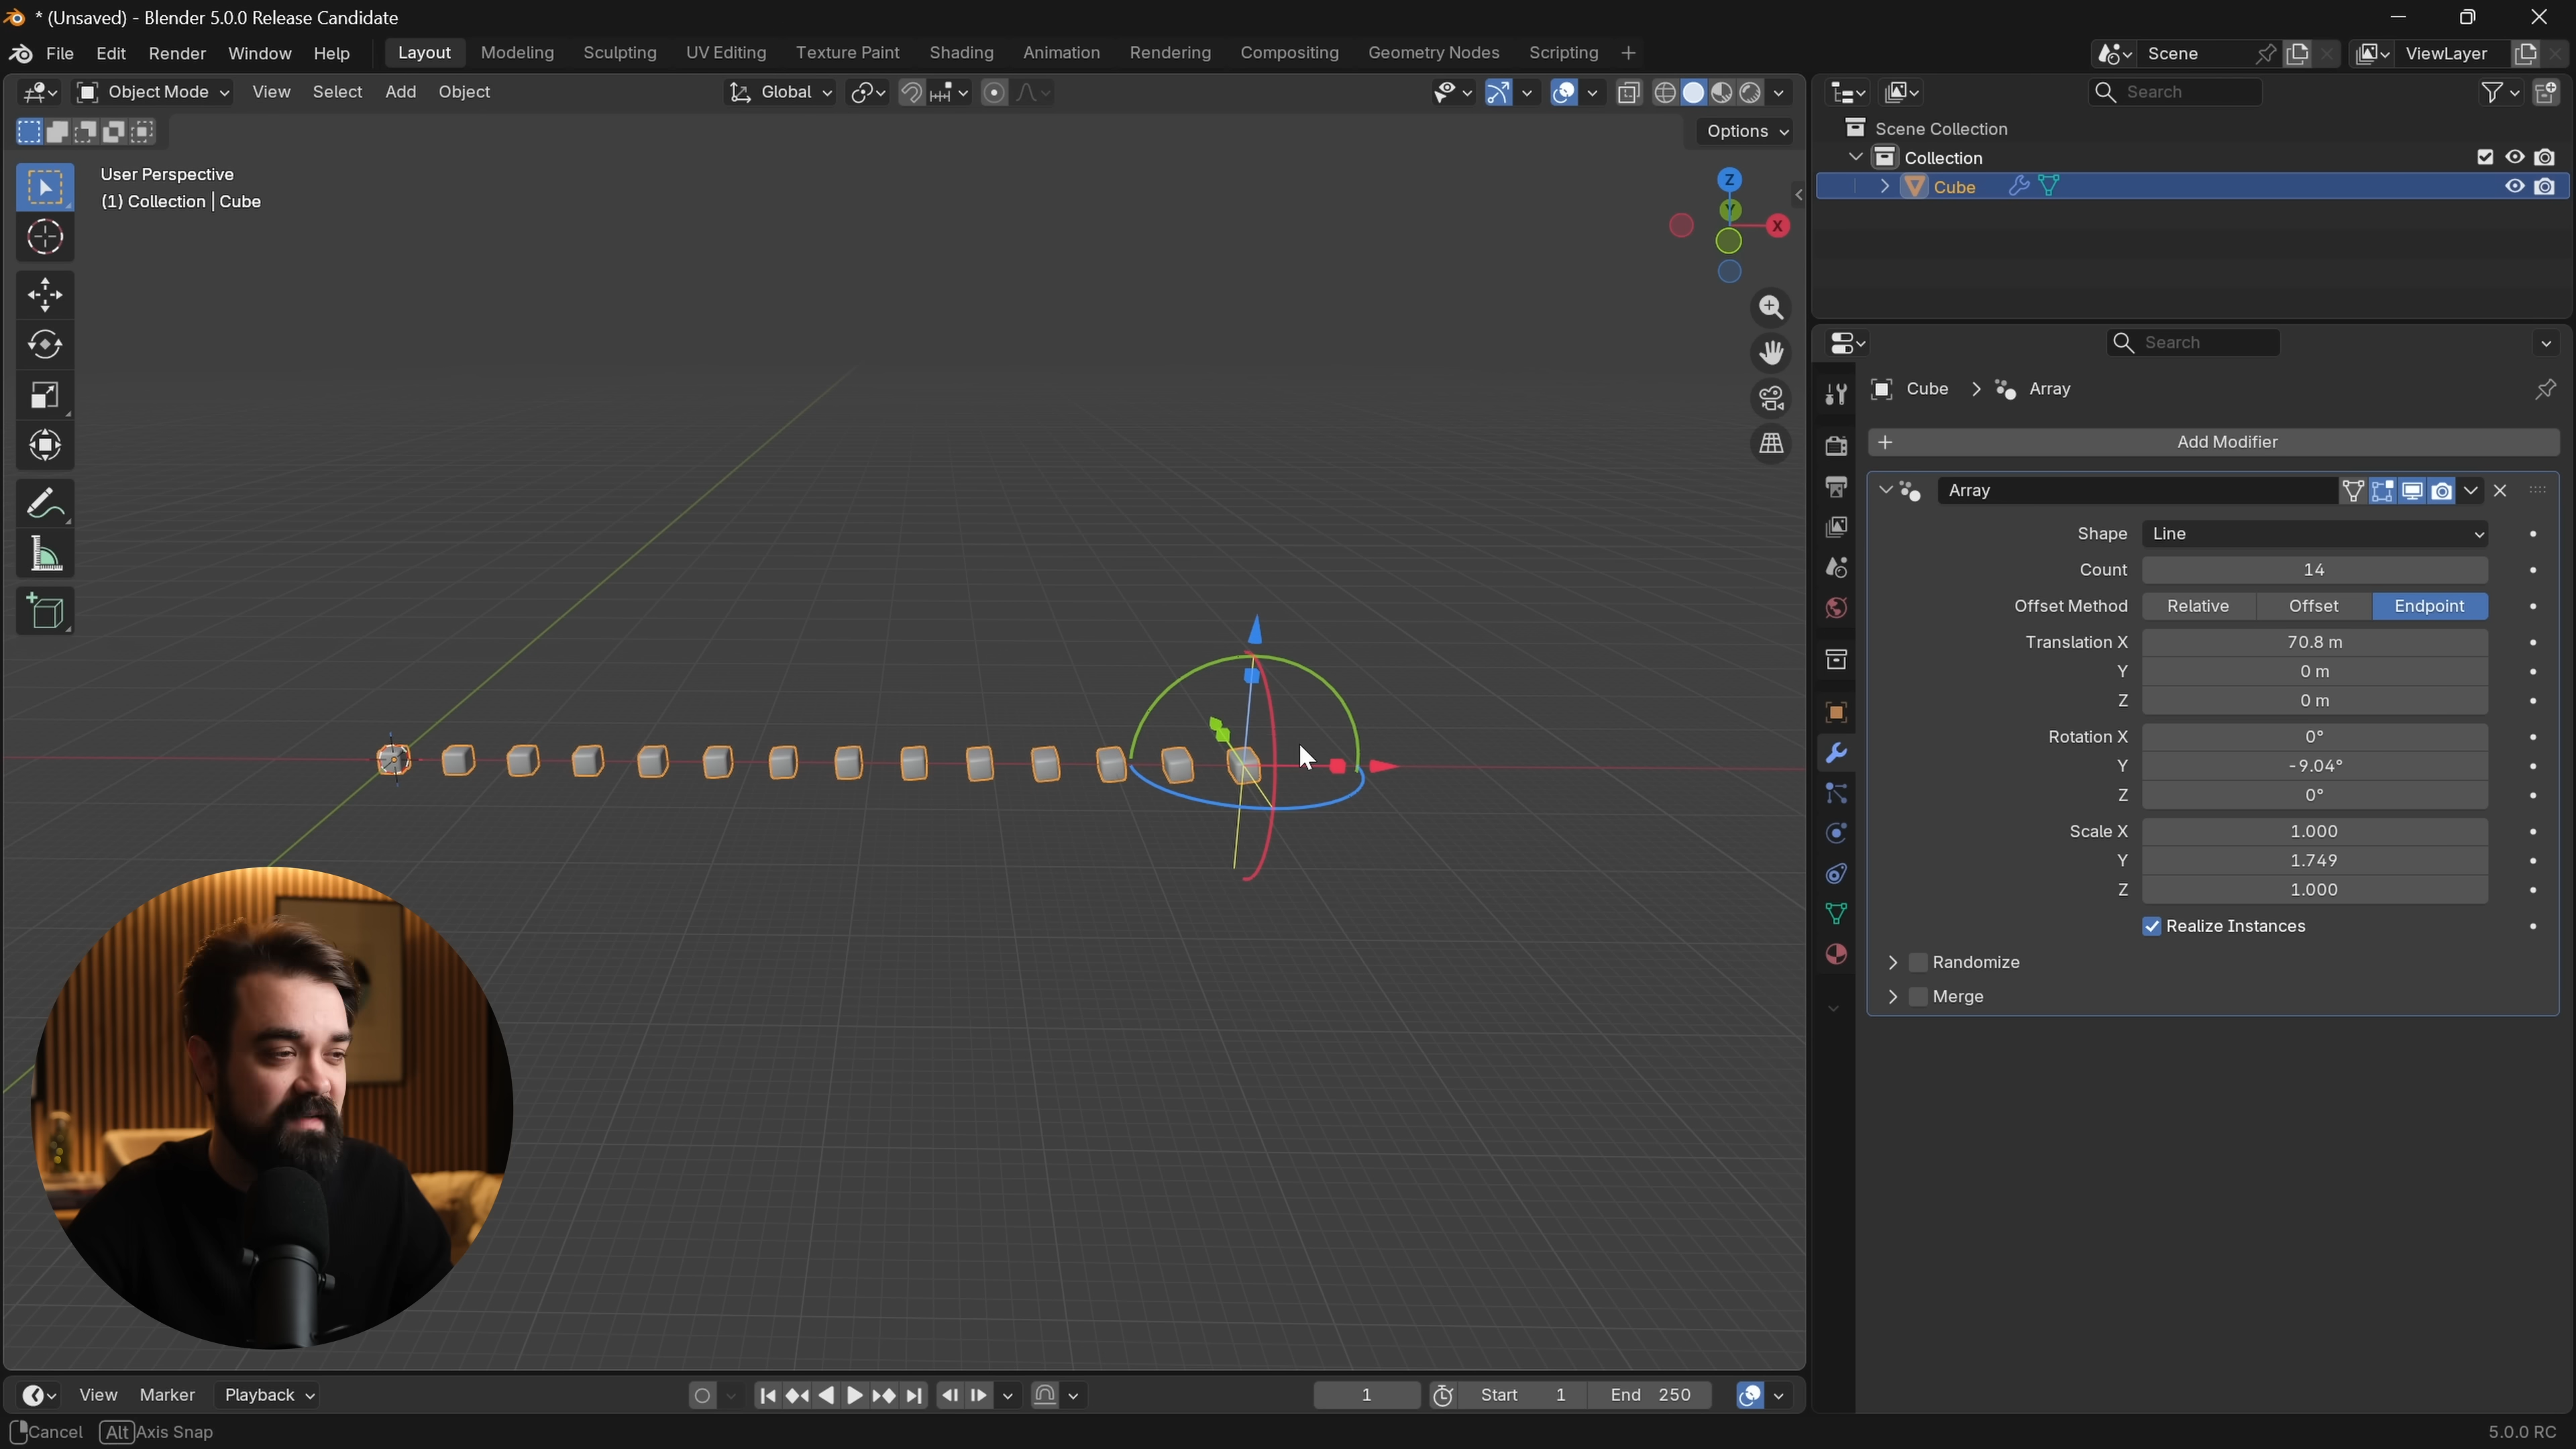 * (Unsaved) - Blender 5.0.0 Release Candidate
File Edit Render Window Help Layout Modeling Sculpting UV Editing Texture Paint Shading Animation Rendering Compositing Geometry Nodes Scripting + Scene ViewLayer
Object Mode View Select Add Object Global
Options
User Perspective
(1) Collection | Cube
Z
Y
X
Search
Scene Collection
Collection
Cube
Search
Cube > Array
+ Add Modifier
Array
Shape Line
Count 14
Offset Method Relative Offset Endpoint
Translation X 70.8 m
Y 0 m
Z 0 m
Rotation X 0°
Y -9.04°
Z 0°
Scale X 1.000
Y 1.749
Z 1.000
Realize Instances
Randomize
Merge
View Marker Playback 1 Start 1 End 250
Cancel Alt Axis Snap
5.0.0 RC